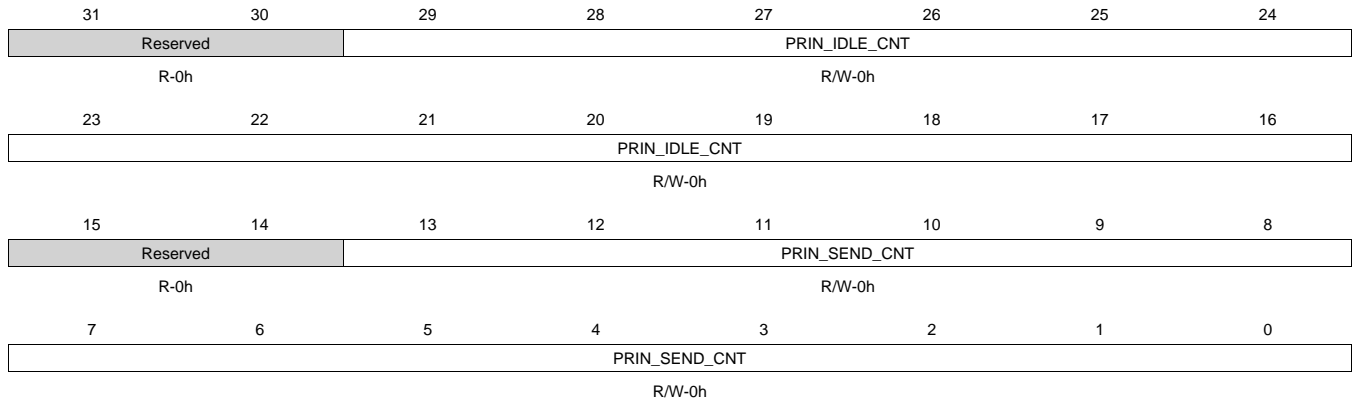 31 30 29 28 27 26 25 24
Reserved PRIN_IDLE_CNT
R-0h R/W-0h
23 22 21 20 19 18 17 16
PRIN_IDLE_CNT
R/W-0h
15 14 13 12 11 10 9 8
Reserved PRIN_SEND_CNT
R-0h R/W-0h
7 6 5 4 3 2 1 0
PRIN_SEND_CNT
R/W-0h